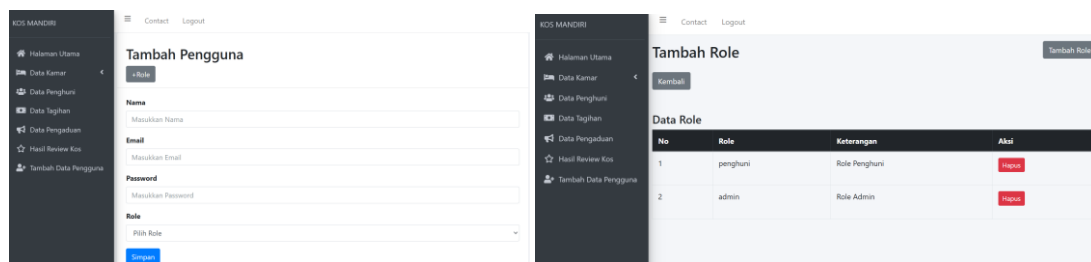 KOS MANDIRI
Contact Logout
Halaman Utama
Data Kamar
Data Penghuni
Data Tagihan
Data Pengaduan
Hasil Review Kos
Tambah Data Pengguna
Tambah Pengguna
+Role
Nama
Masukkan Nama
Email
Masukkan Email
Password
Masukkan Password
Role
Pilih Role
Simpan
KOS MANDIRI
Contact Logout
Halaman Utama
Data Kamar
Data Penghuni
Data Tagihan
Data Pengaduan
Hasil Review Kos
Tambah Data Pengguna
Tambah Role
Tambah Role
Kembali
Data Role
No Role Keterangan Aksi
1 penghuni Role Penghuni Hapus
2 admin Role Admin Hapus